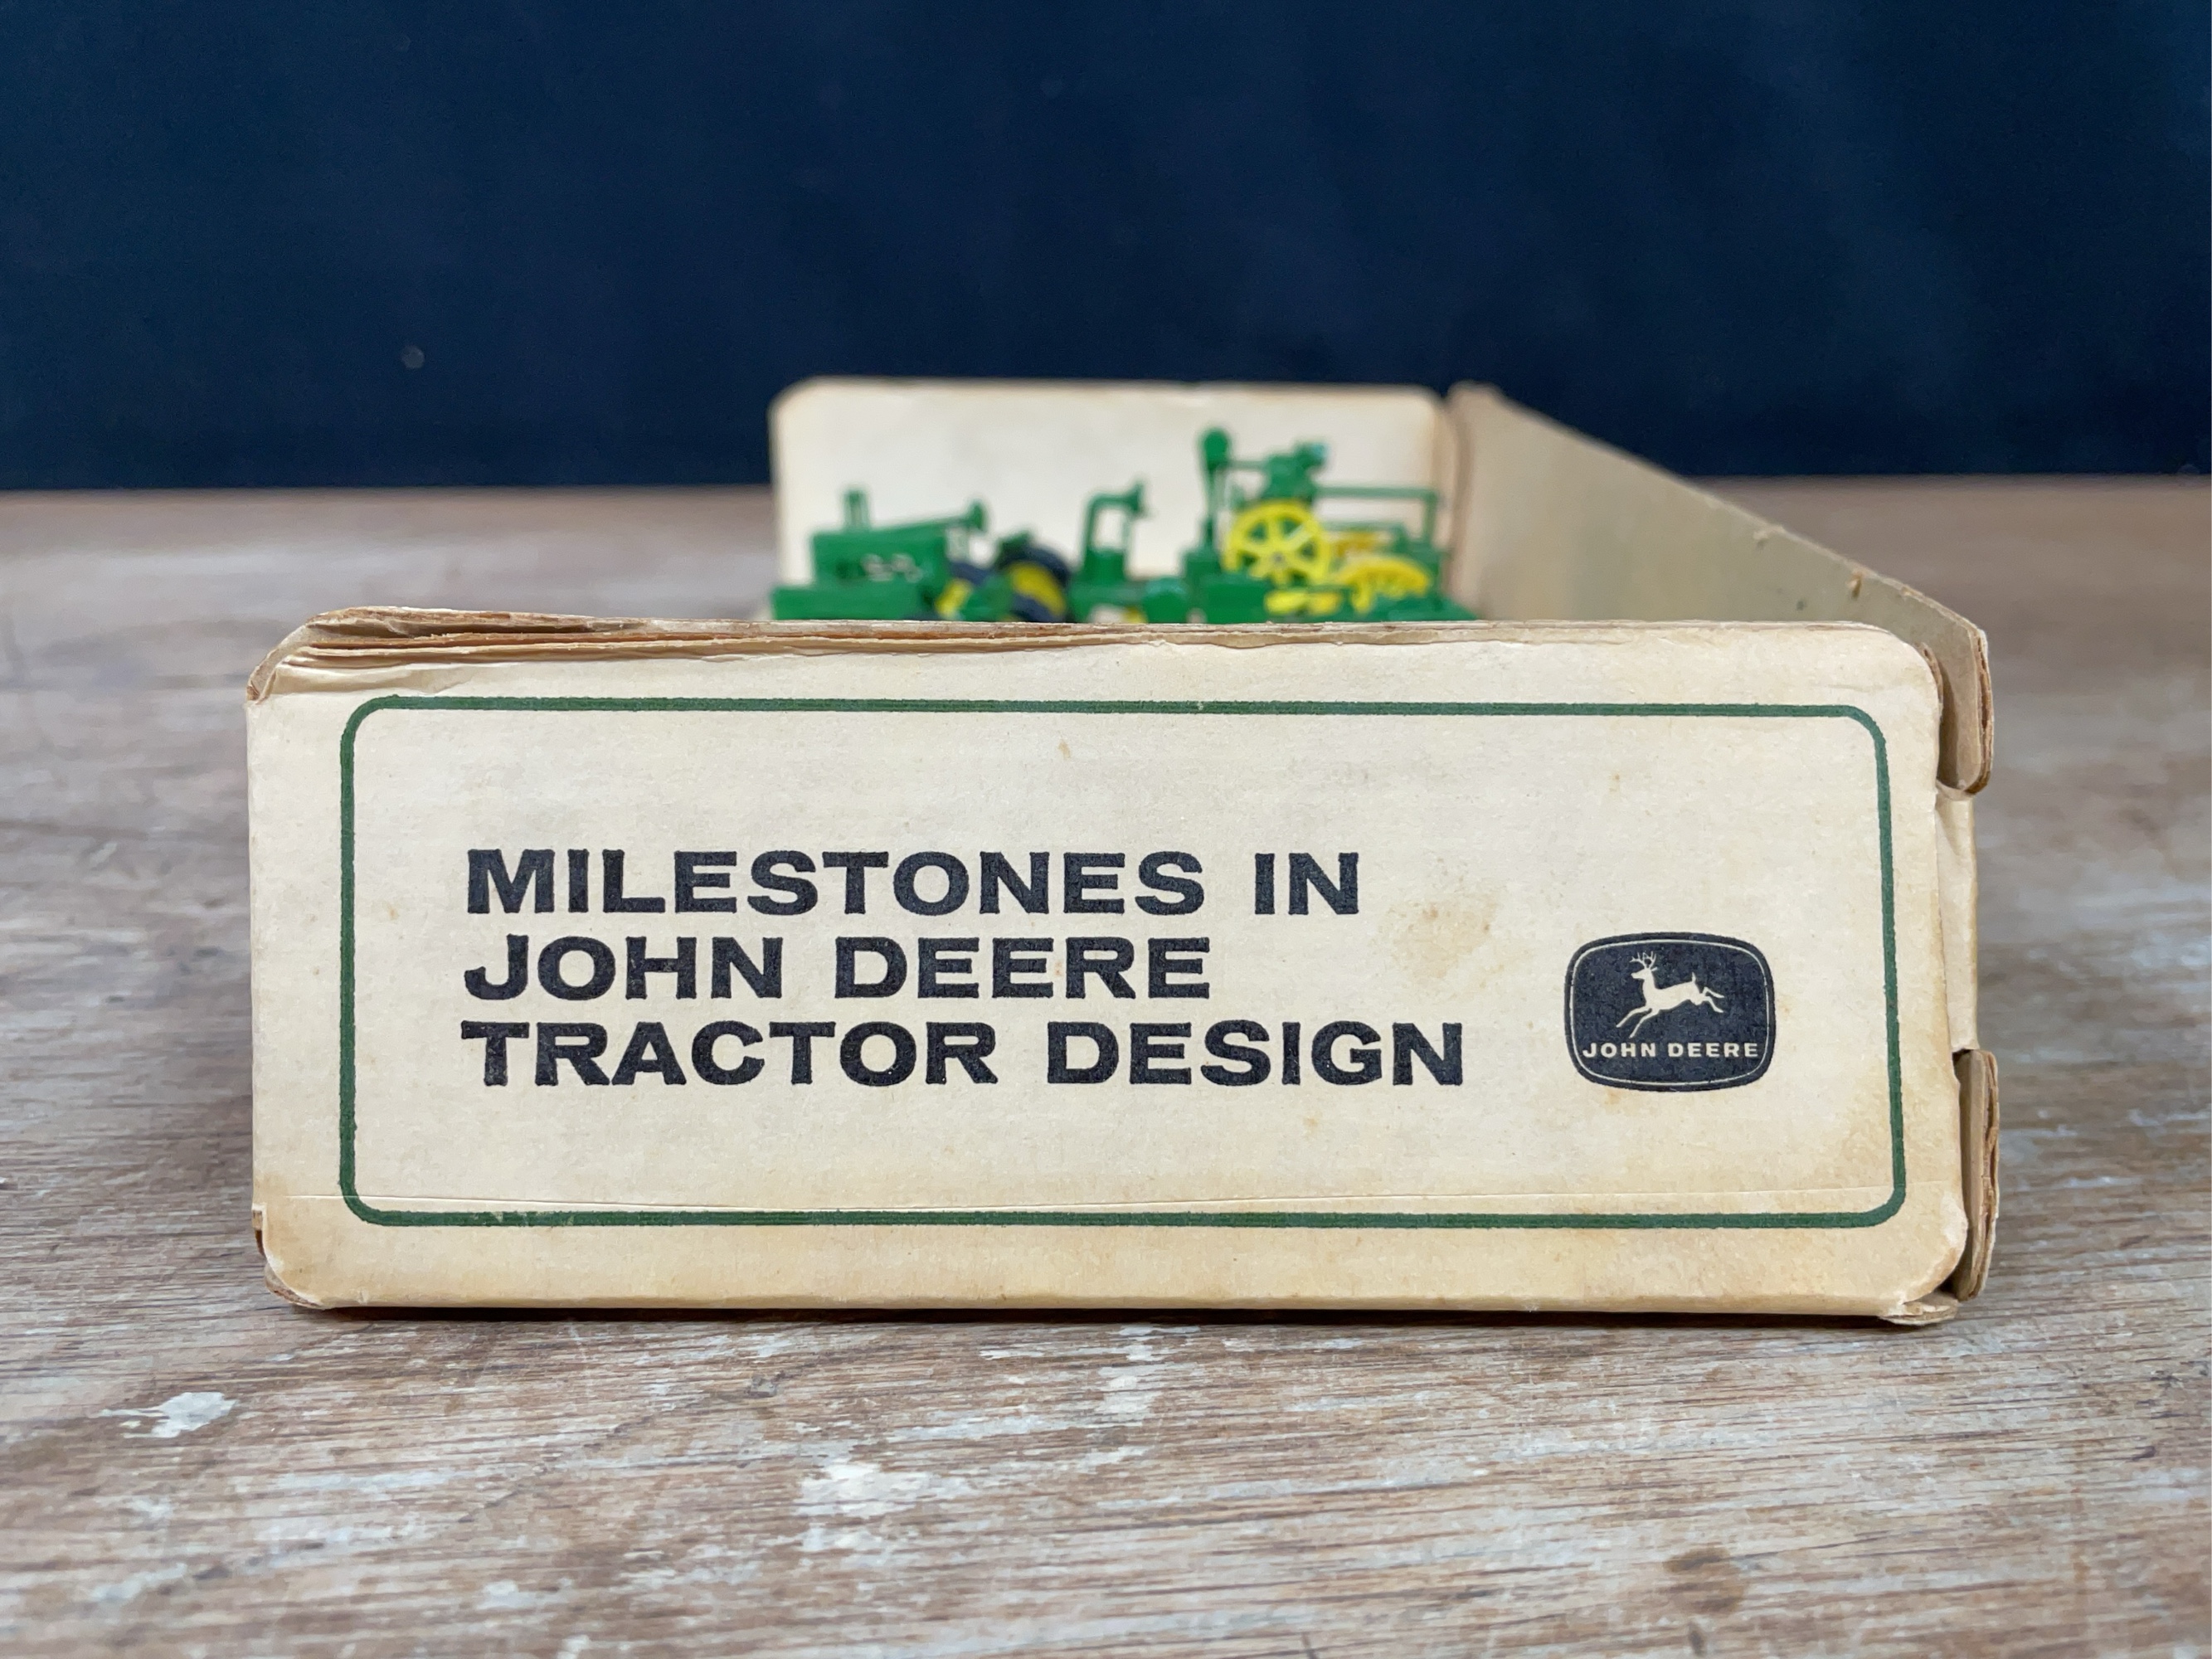 MILESTONES IN
JOHN DEERE
TRACTOR DESIGN
JOHN DEERE